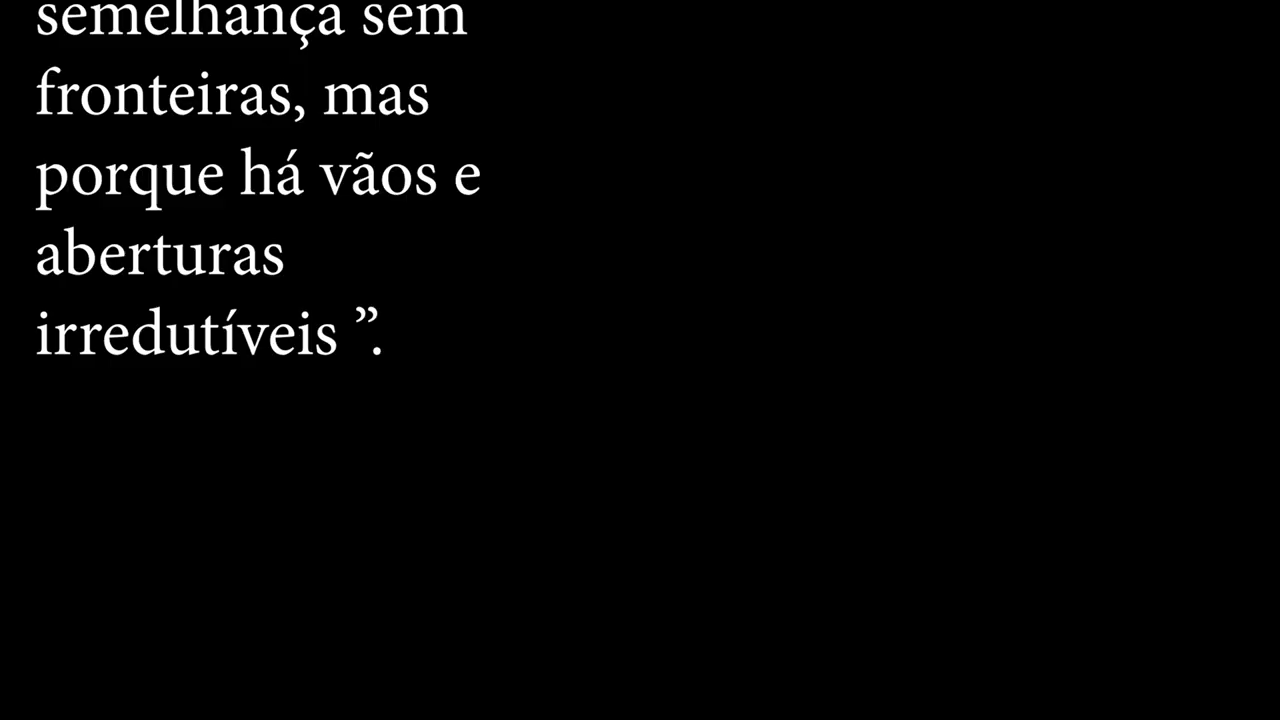 semelhança sem
fronteiras, mas
porque há vãos e
aberturas
irredutíveis ”.